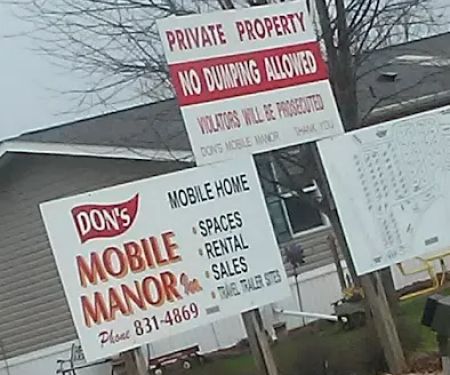 PRIVATE PROPERTY
NO DUMPING ALLOWED
VIOLATORS WILL BE PROSECUTED
DON'S MOBILE MANOR THANK YOU
DON'S
MOBILE
MANOR Inc.
Phone 831-4869
MOBILE HOME
• SPACES
• RENTAL
• SALES
• TRAVEL TRAILER SITES